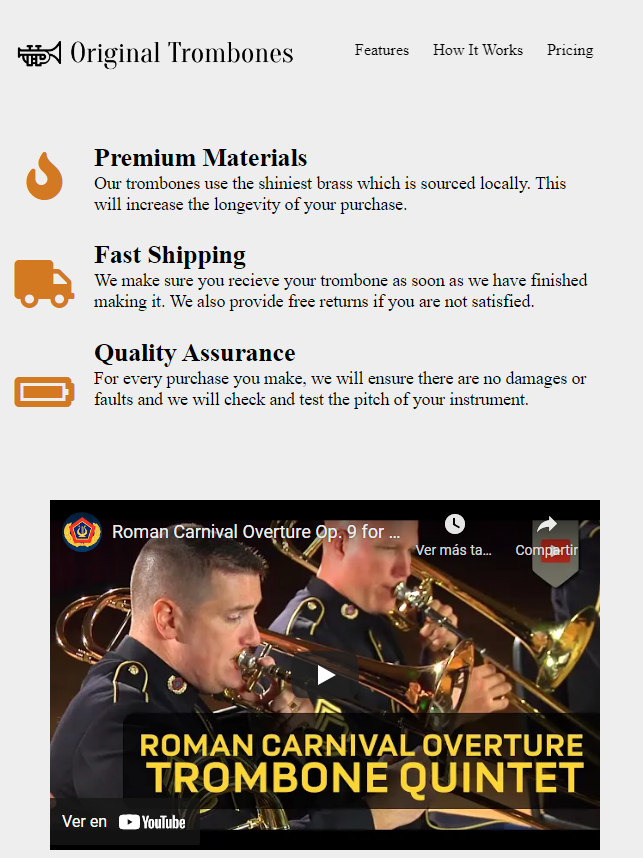 Original Trombones
Features
How It Works
Pricing
Premium Materials
Our trombones use the shiniest brass which is sourced locally. This
will increase the longevity of your purchase.
Fast Shipping
We make sure you recieve your trombone as soon as we have finished
making it. We also provide free returns if you are not satisfied.
Quality Assurance
For every purchase you make, we will ensure there are no damages or
faults and we will check and test the pitch of your instrument.
Roman Carnival Overture Op. 9 for ...
Ver más ta...
Compartir
ROMAN CARNIVAL OVERTURE
TROMBONE QUINTET
Ver en YouTube